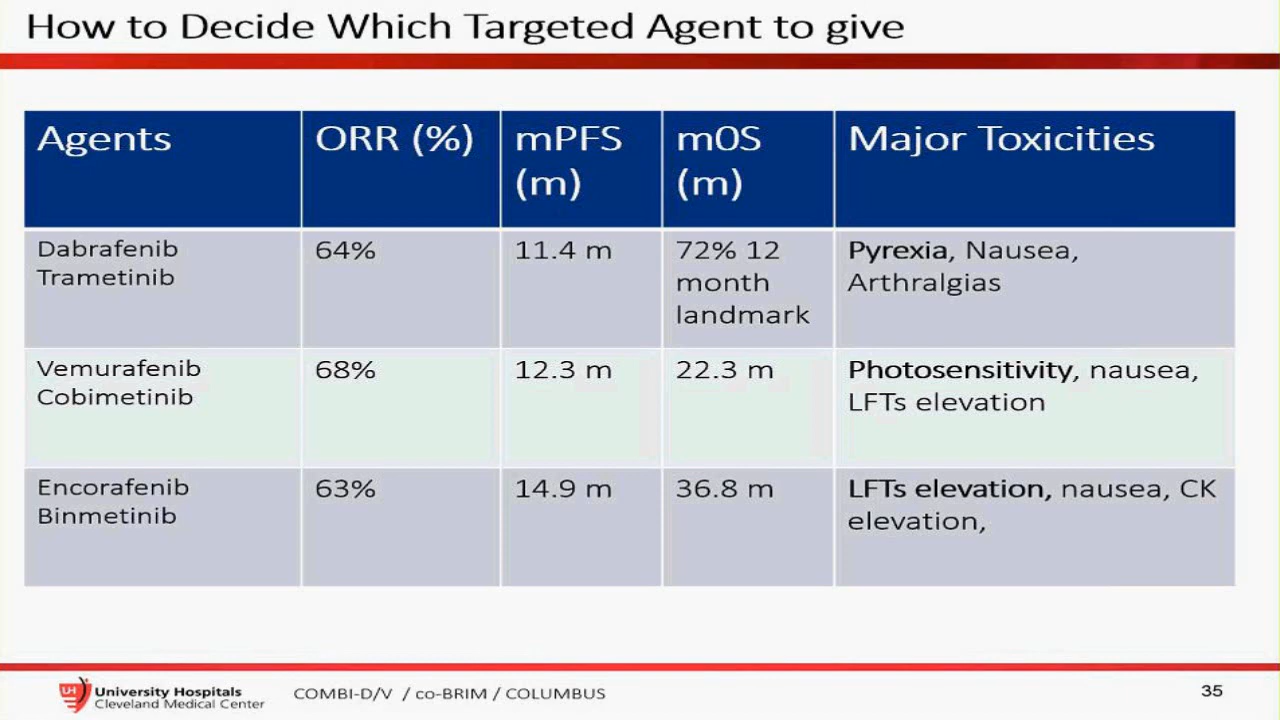 How to Decide Which Targeted Agent to give
Agents
ORR (%)
mPFS
(m)
m0S
(m)
Major Toxicities
Dabrafenib
Trametinib
64%
11.4 m
72% 12
month
landmark
Pyrexia, Nausea,
Arthralgias
Vemurafenib
Cobimetinib
68%
12.3 m
22.3 m
Photosensitivity, nausea,
LFTs elevation
Encorafenib
Binmetinib
63%
14.9 m
36.8 m
LFTs elevation, nausea, CK
elevation,
UH
University Hospitals
Cleveland Medical Center
COMBI-D/V / co-BRIM / COLUMBUS
35